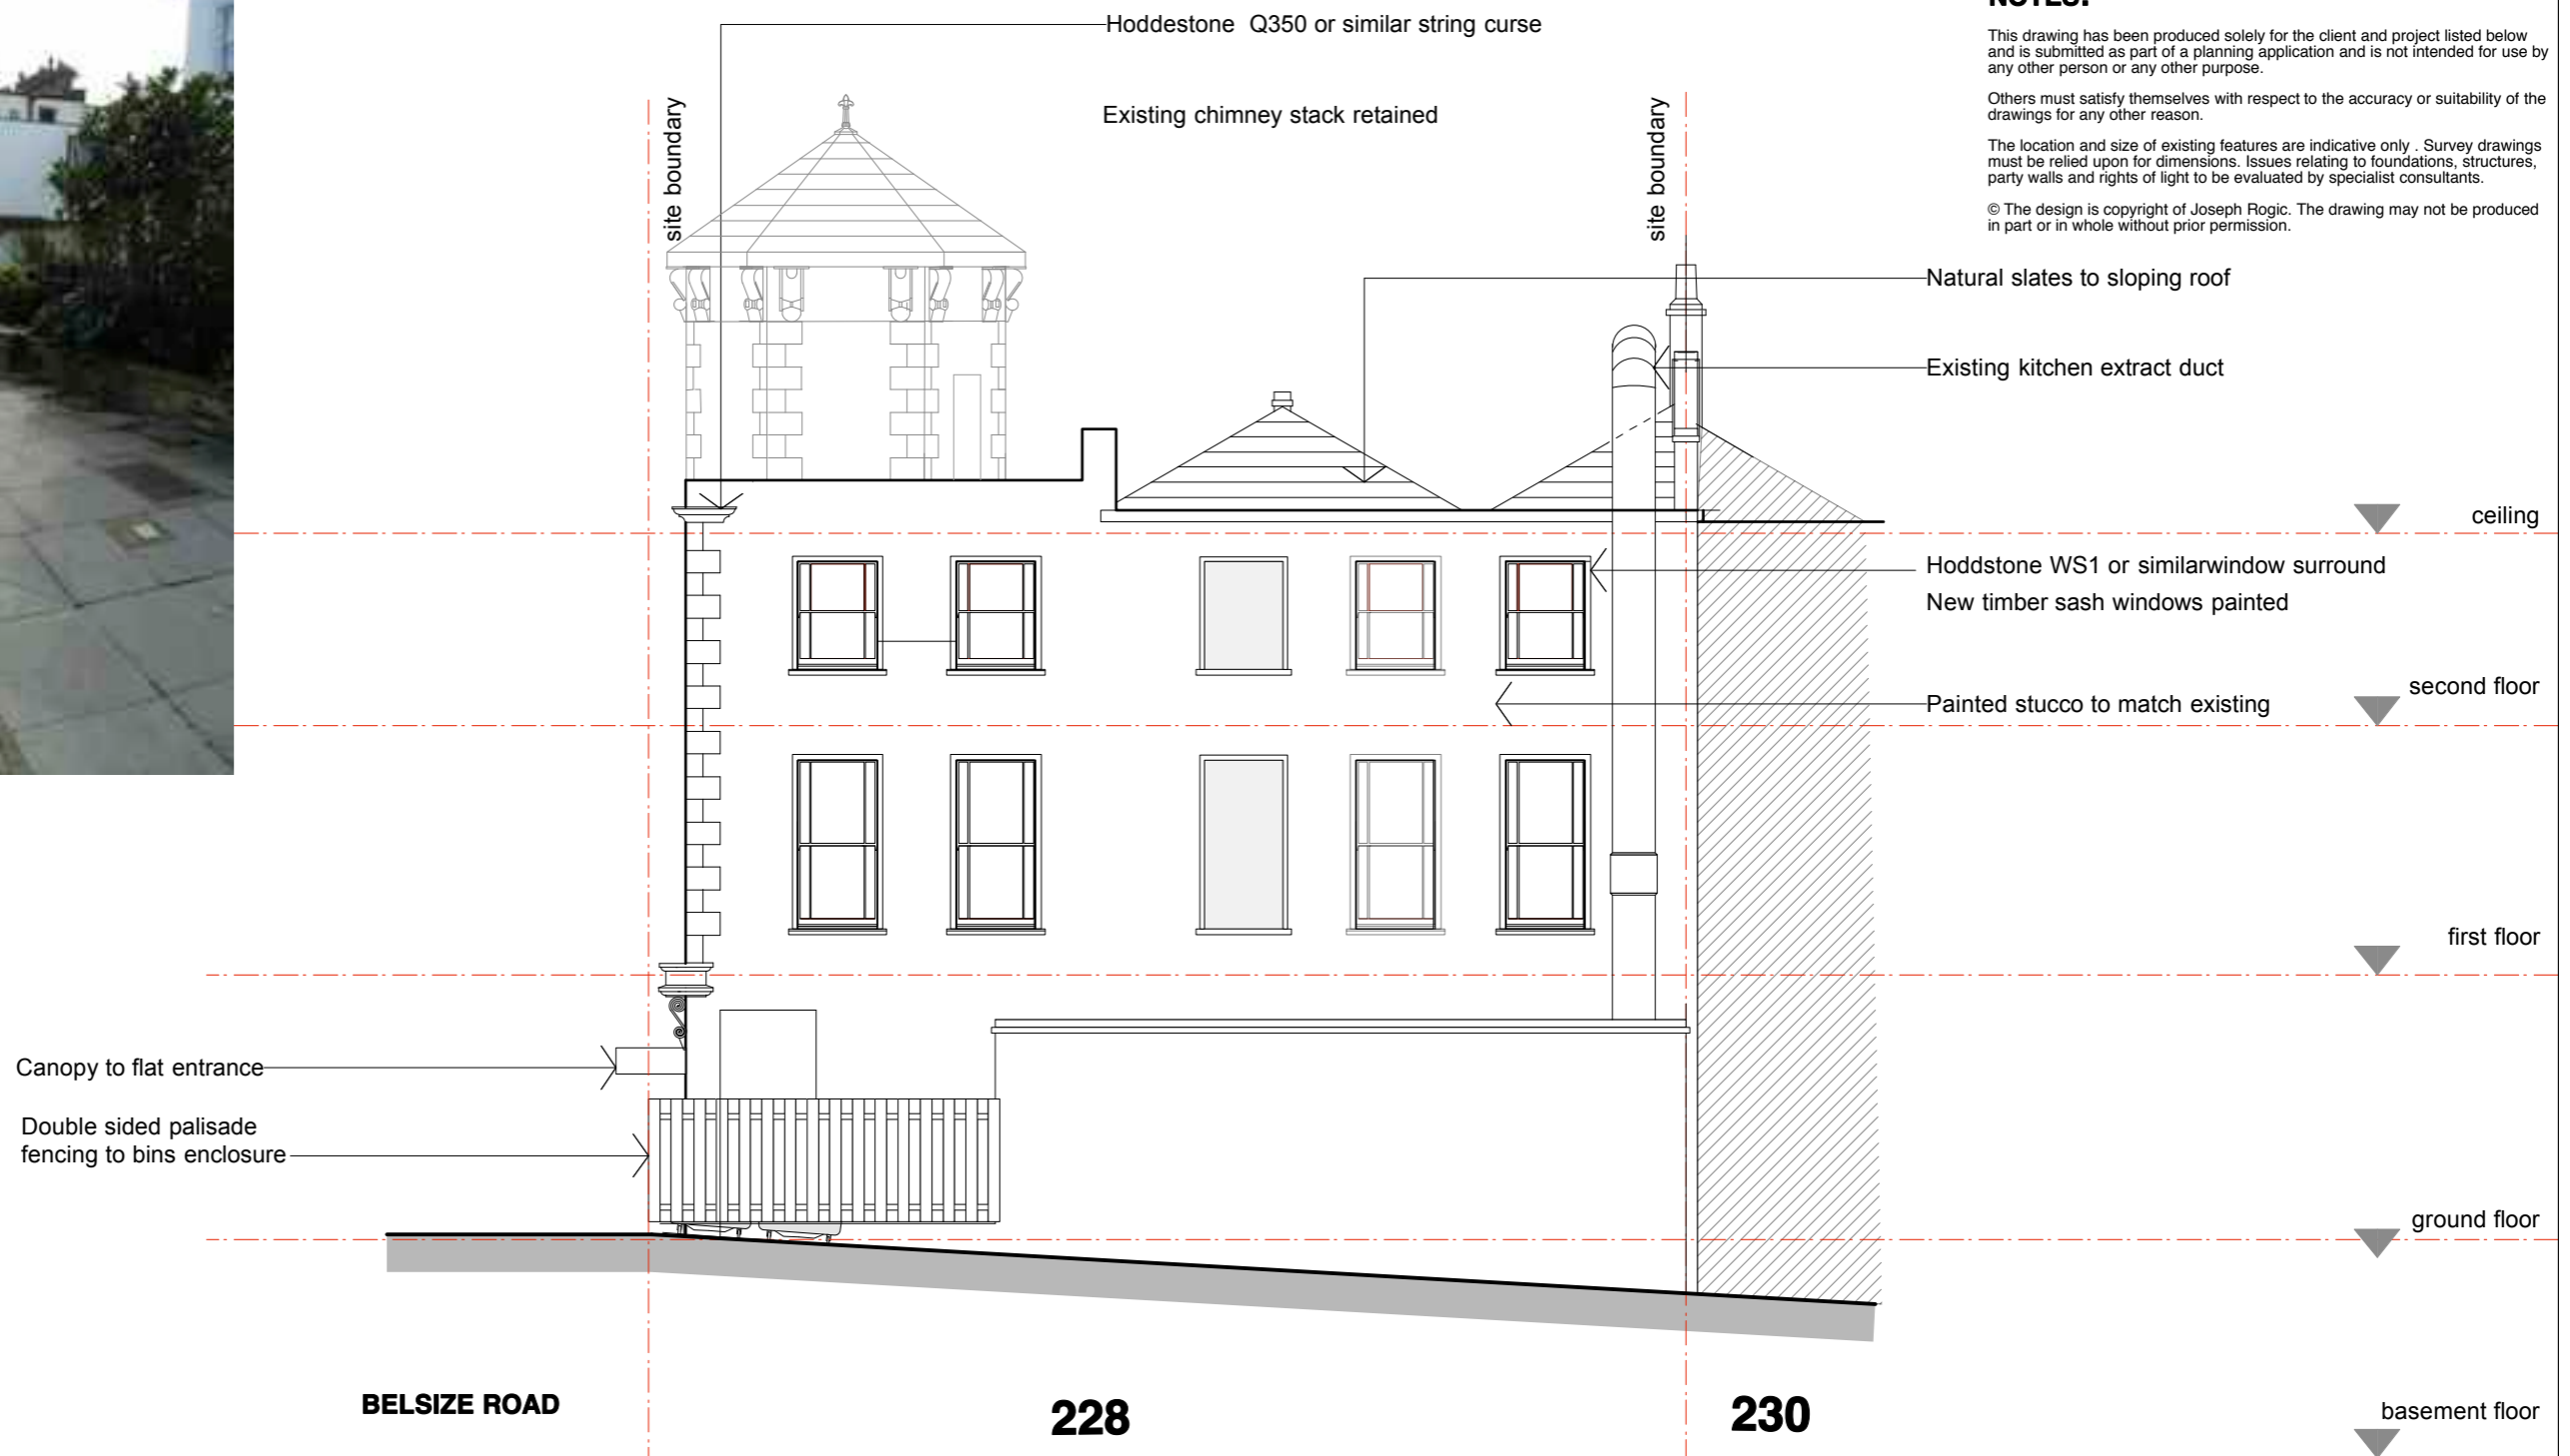 Hoddestone Q350 or similar string curse
Existing chimney stack retained
site boundary
site boundary
NOTES:
This drawing has been produced solely for the client and project listed below
and is submitted as part of a planning application and is not intended for use by
any other person or any other purpose.
Others must satisfy themselves with respect to the accuracy or suitability of the
drawings for any other reason.
The location and size of existing features are indicative only . Survey drawings
must be relied upon for dimensions. Issues relating to foundations, structures,
party walls and rights of light to be evaluated by specialist consultants.
© The design is copyright of Joseph Rogic. The drawing may not be produced
in part or in whole without prior permission.
Natural slates to sloping roof
Existing kitchen extract duct
ceiling
Hoddstone WS1 or similarwindow surround
New timber sash windows painted
second floor
Painted stucco to match existing
first floor
Canopy to flat entrance
Double sided palisade
fencing to bins enclosure
ground floor
BELSIZE ROAD
228
230
basement floor